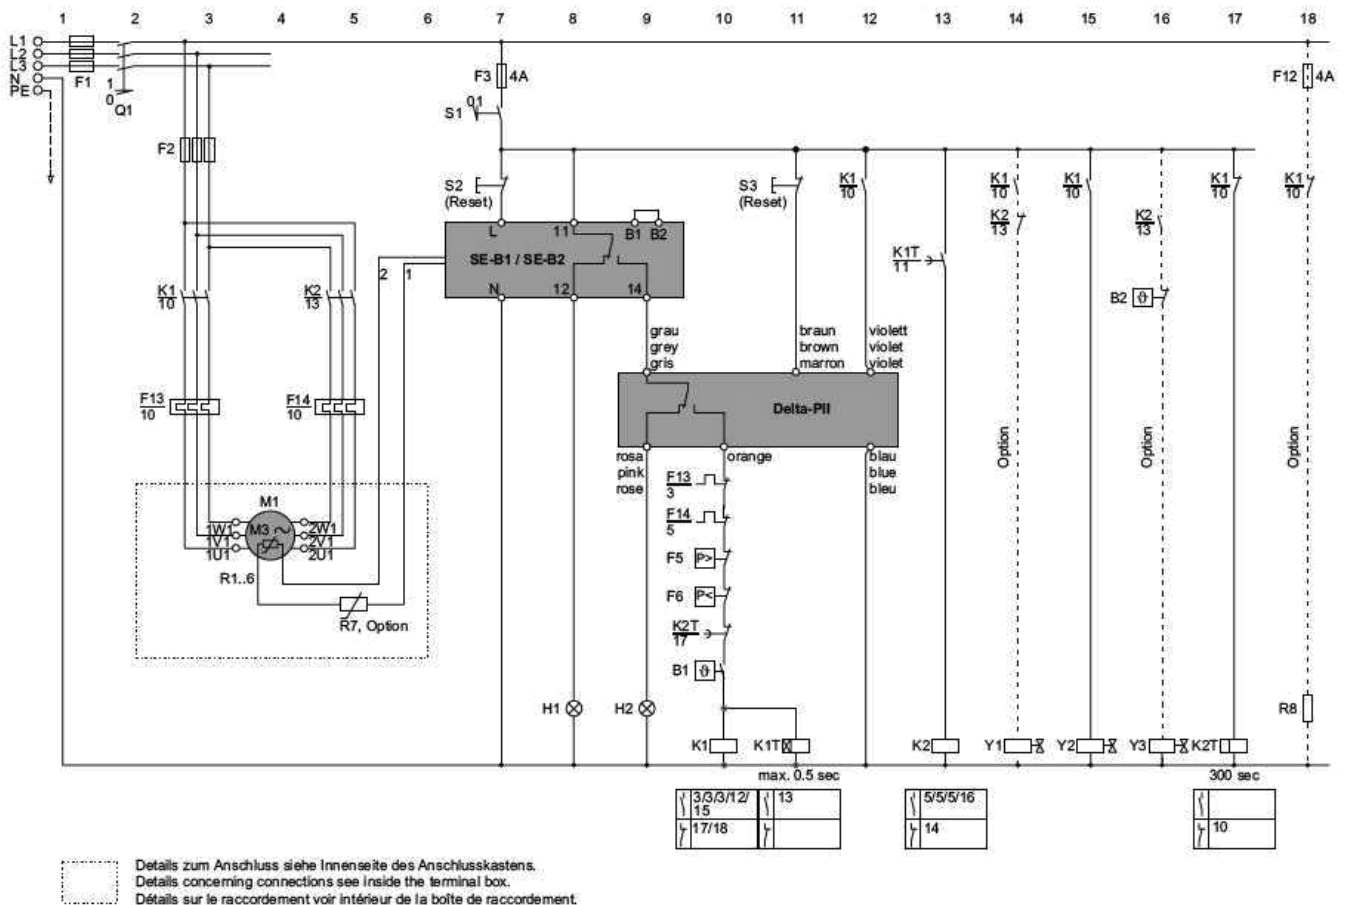 1 2 3 4 5 6 7 8 9 10 11 12 13 14 15 16 17 18
L1
L2
L3
N
PE
F1
1
0
Q1
F2
F3 4A
01
S1
F12 4A
S2
(Reset)
S3
(Reset)
K1
10
K1
10
K1
10
K1
10
K1
10
K2
13
K2
13
L 11 B1 B2
SE-B1 / SE-B2
N 12 14
2 1
K1T
11
B2 ϑ
K1
10
K2
13
grau
grey
gris
braun
brown
marron
violett
violet
violet
F13
10
F14
10
Delta-PII
rosa
pink
rose
orange
blau
blue
bleu
Option
Option
Option
F13
3
F14
5
F5 P>
F6 P<
K2T
17
B1 ϑ
M1
M3
1W1
1V1
1U1
2W1
2V1
2U1
R1..6
R7, Option
H1
H2
R8
K1
K1T
K2
Y1
Y2
Y3
K2T
max. 0.5 sec
300 sec
3/3/3/12/
15
13
17/18
5/5/5/16
14
10
Details zum Anschluss siehe Innenseite des Anschlusskastens.
Details concerning connections see inside the terminal box.
Détails sur le raccordement voir intérieur de la boîte de raccordement.